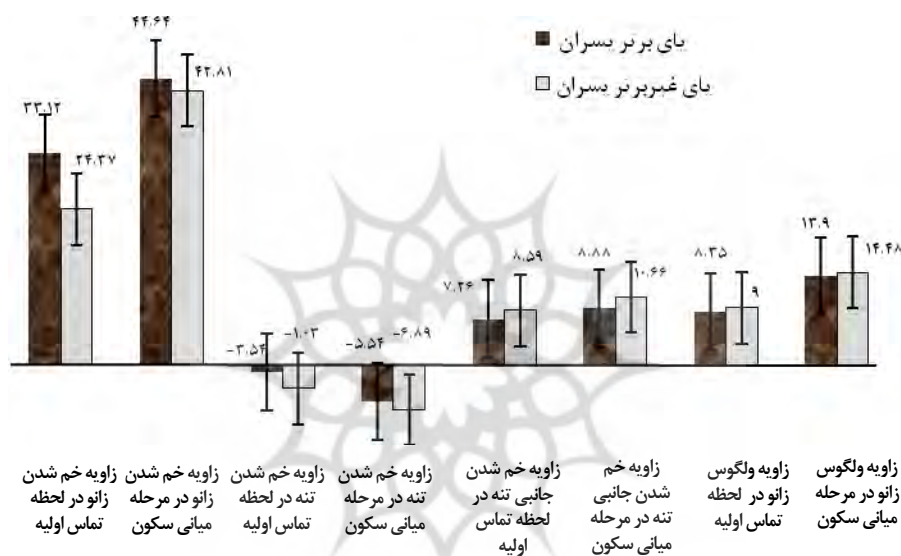 پای برتر پسران
پای غیربرتر پسران
۳۳.۱۲
۲۴.۳۷
۴۴.۶۴
۴۲.۸۱
-۳.۵۴
-۱.۰۳
-۵.۵۴
-۶.۸۹
۷.۲۶
۸.۵۹
۸.۸۸
۱۰.۶۶
۸.۳۵
۹
۱۳.۹
۱۴.۴۸
زاویه خم شدن
زانو در لحظه
تماس اولیه
زاویه خم شدن
زانو در مرحله
میانی سکون
زاویه خم شدن
تنه در لحظه
تماس اولیه
زاویه خم شدن
تنه در مرحله
میانی سکون
زاویه خم شدن
جانبی تنه در
لحظه تماس
اولیه
زاویه خم
شدن جانبی
تنه در مرحله
میانی سکون
زاویه ولگوس
زانو در لحظه
تماس اولیه
زاویه ولگوس
زانو در مرحله
میانی سکون